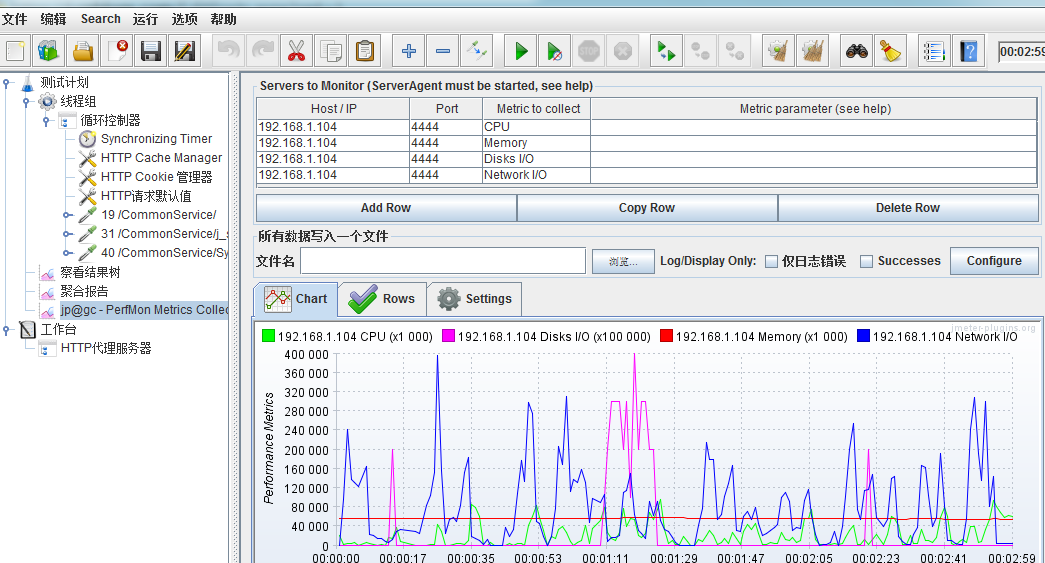 文件 编辑 Search 运行 选项 帮助
STOP
00:02:59
测试计划
线程组
循环控制器
Synchronizing Timer
HTTP Cache Manager
HTTP Cookie 管理器
HTTP请求默认值
19 /CommonService/
31 /CommonService/j_s
40 /CommonService/Sy
察看结果树
聚合报告
jp@gc - PerfMon Metrics Collec
工作台
HTTP代理服务器
Servers to Monitor (ServerAgent must be started, see help)
Host / IP Port Metric to collect Metric parameter (see help)
192.168.1.104 4444 CPU
192.168.1.104 4444 Memory
192.168.1.104 4444 Disks I/O
192.168.1.104 4444 Network I/O
Add Row Copy Row Delete Row
所有数据写入一个文件
文件名 浏览... Log/Display Only: 仅日志错误 Successes Configure
Chart Rows Settings
jmeter-plugins.org
192.168.1.104 CPU (x1 000) 192.168.1.104 Disks I/O (x100 000) 192.168.1.104 Memory (x1 000) 192.168.1.104 Network I/O
Performance Metrics
400 000
360 000
320 000
280 000
240 000
200 000
160 000
120 000
80 000
40 000
0
00:00:00 00:00:17 00:00:35 00:00:53 00:01:11 00:01:29 00:01:47 00:02:05 00:02:23 00:02:41 00:02:59